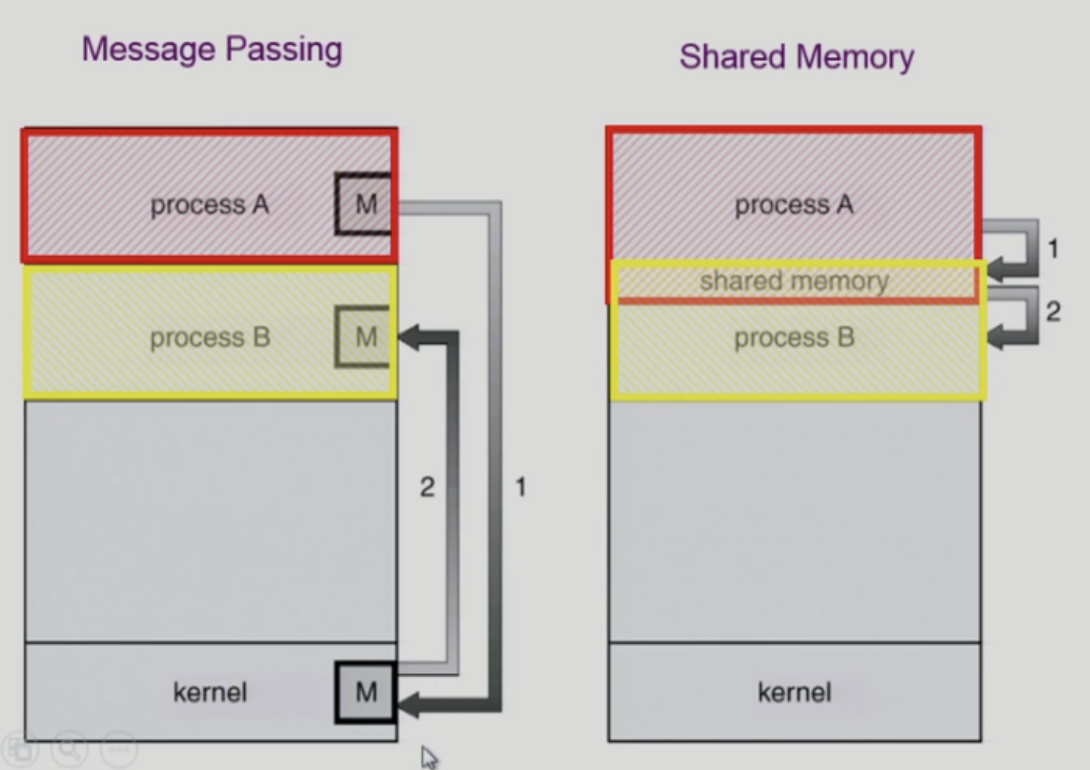 Message Passing
process A
M
process B
M
2
1
kernel
M
Shared Memory
process A
1
shared memory
2
process B
kernel